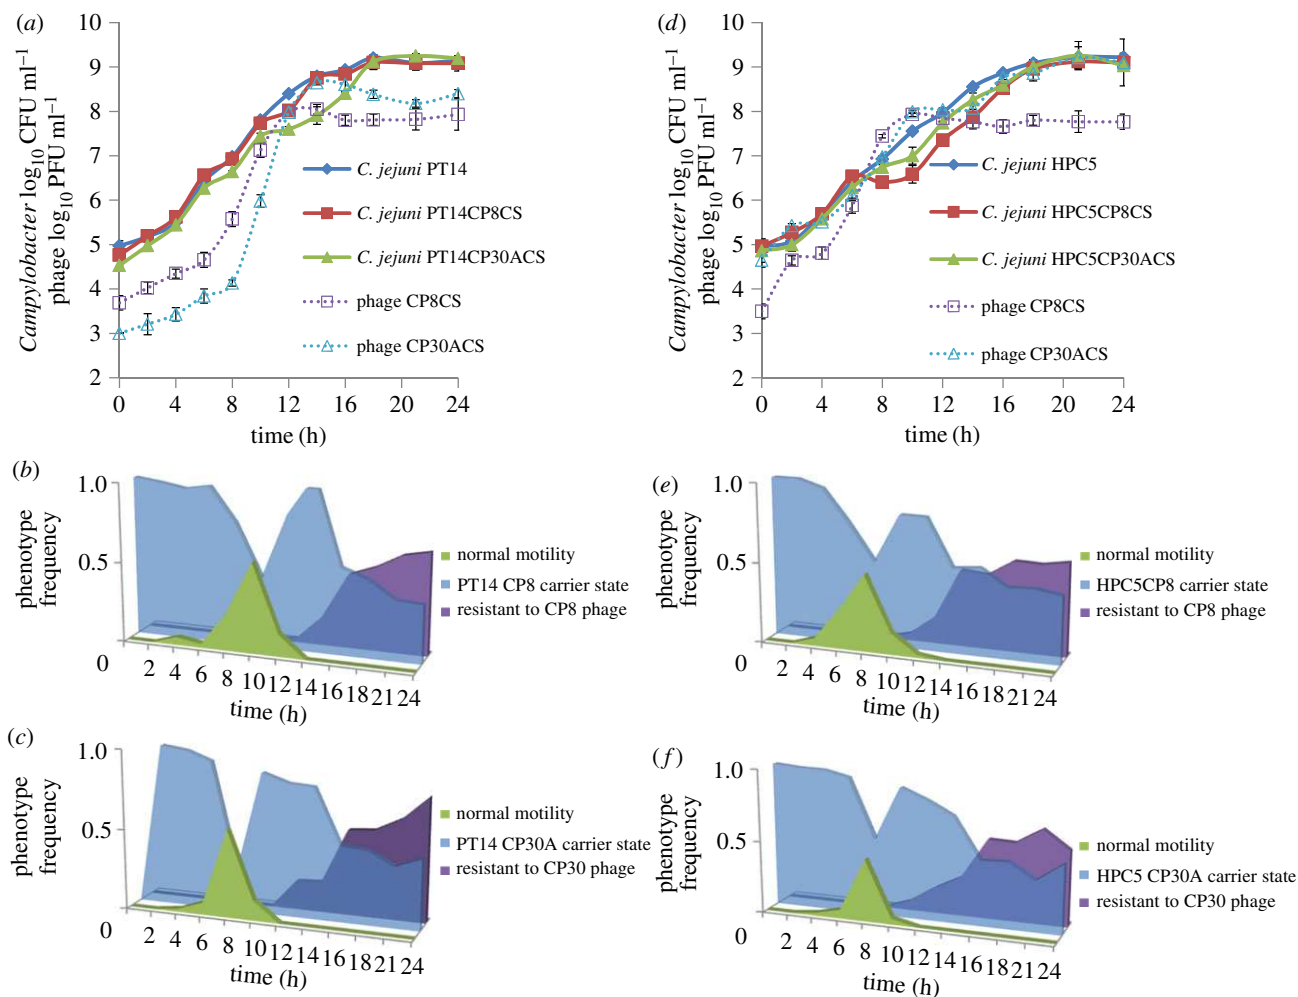 (a)
10
9
8
7
6
5
4
3
2
Campylobacter log10 CFU ml−1
phage log10 PFU ml−1
C. jejuni PT14
C. jejuni PT14CP8CS
C. jejuni PT14CP30ACS
phage CP8CS
phage CP30ACS
0 4 8 12 16 20 24
time (h)
(d)
10
9
8
7
6
5
4
3
2
Campylobacter log10 CFU ml−1
phage log10 PFU ml−1
C. jejuni HPC5
C. jejuni HPC5CP8CS
C. jejuni HPC5CP30ACS
phage CP8CS
phage CP30ACS
0 4 8 12 16 20 24
time (h)
(b)
1.0
0.5
0
phenotype
frequency
normal motility
PT14 CP8 carrier state
resistant to CP8 phage
2 4 6 8 10 12 14 16 18 21 24
time (h)
(e)
1.0
0.5
0
phenotype
frequency
normal motility
HPC5CP8 carrier state
resistant to CP8 phage
2 4 6 8 10 12 14 16 18 21 24
time (h)
(c)
1.0
0.5
0
phenotype
frequency
normal motility
PT14 CP30A carrier state
resistant to CP30 phage
2 4 6 8 10 12 14 16 18 21 24
time (h)
(f)
1.0
0.5
0
phenotype
frequency
normal motility
HPC5 CP30A carrier state
resistant to CP30 phage
2 4 6 8 10 12 14 16 18 21 24
time (h)